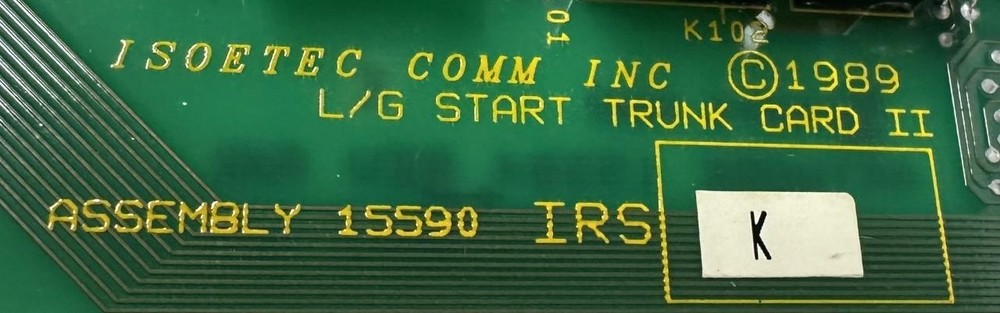 01
K102
ISOETEC COMM INC ©1989
L/G START TRUNK CARD II
ASSEMBLY 15590 IRS
K